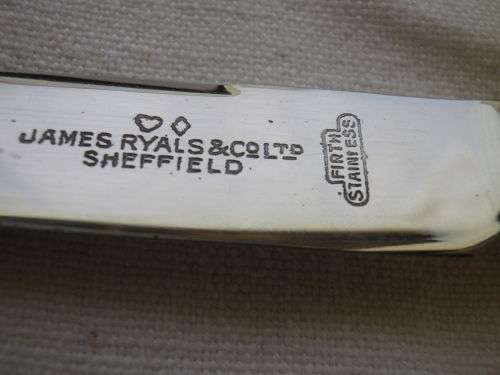 JAMES RYALS & CO LTD
SHEFFIELD
FIRTH
STAINLESS